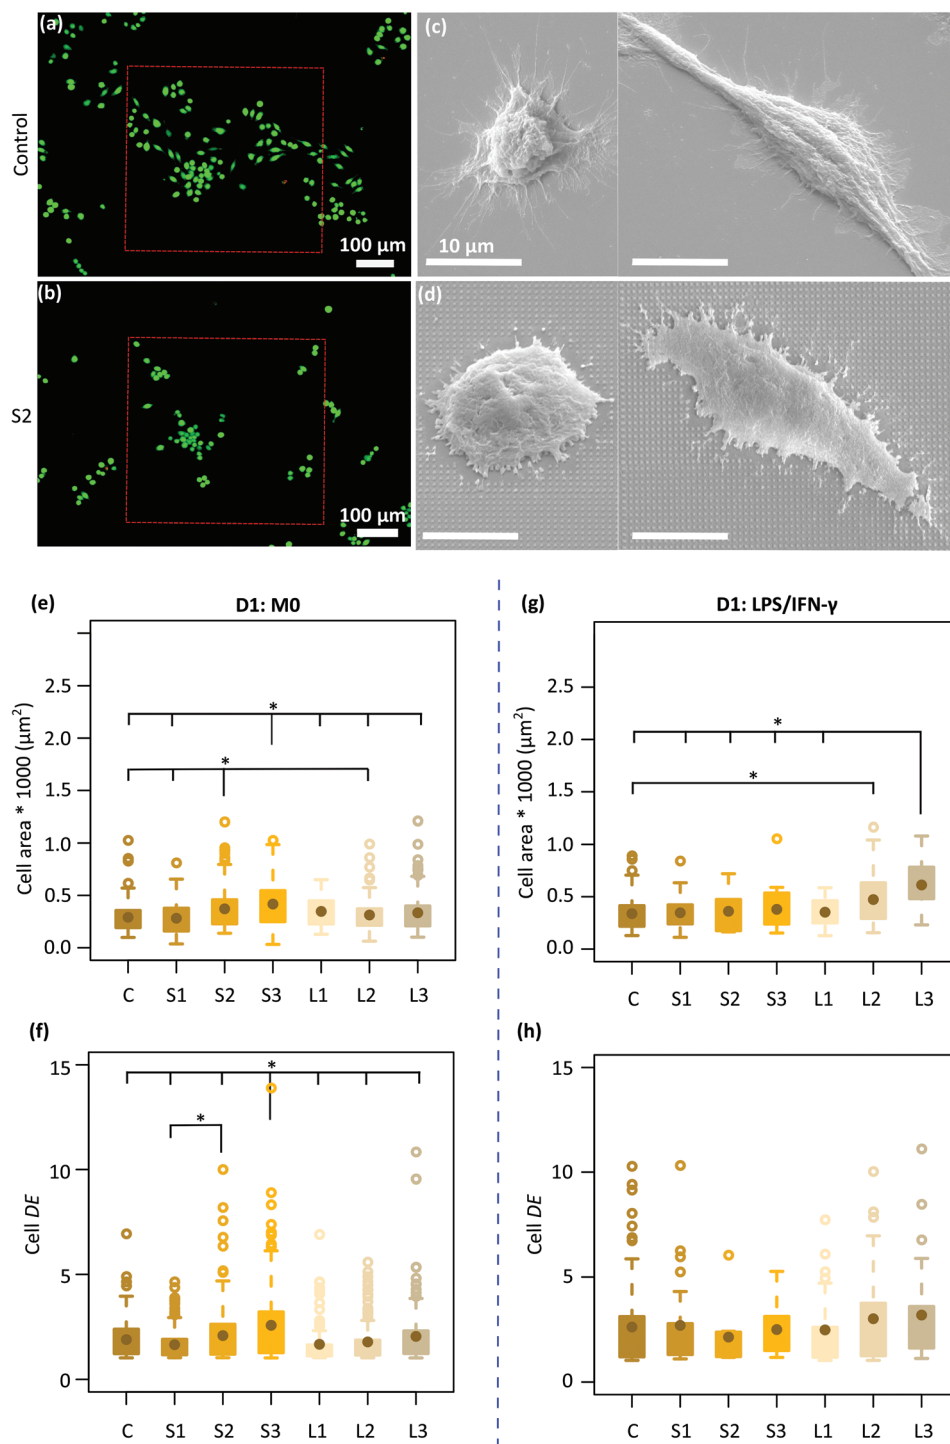 (a)
Control
100 µm
(c)
10 µm
(b)
S2
100 µm
(d)
(e)
D1: M0
Cell area * 1000 (µm²)
2.5
2.0
1.5
1.0
0.5
0.0
*
*
C S1 S2 S3 L1 L2 L3
(g)
D1: LPS/IFN-γ
Cell area * 1000 (µm²)
2.5
2.0
1.5
1.0
0.5
0.0
*
*
C S1 S2 S3 L1 L2 L3
(f)
Cell DE
15
10
5
0
*
*
C S1 S2 S3 L1 L2 L3
(h)
Cell DE
15
10
5
0
C S1 S2 S3 L1 L2 L3